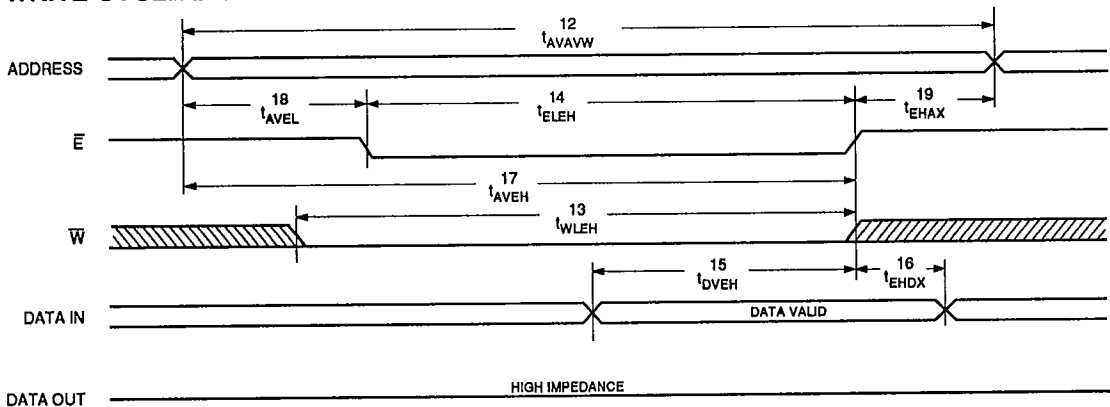 12
tAVAVW
ADDRESS
18
tAVEL
14
tELEH
19
tEHAX
E
17
tAVEH
13
tWLEH
W
15
tDVEH
16
tEHDX
DATA IN
DATA VALID
DATA OUT
HIGH IMPEDANCE